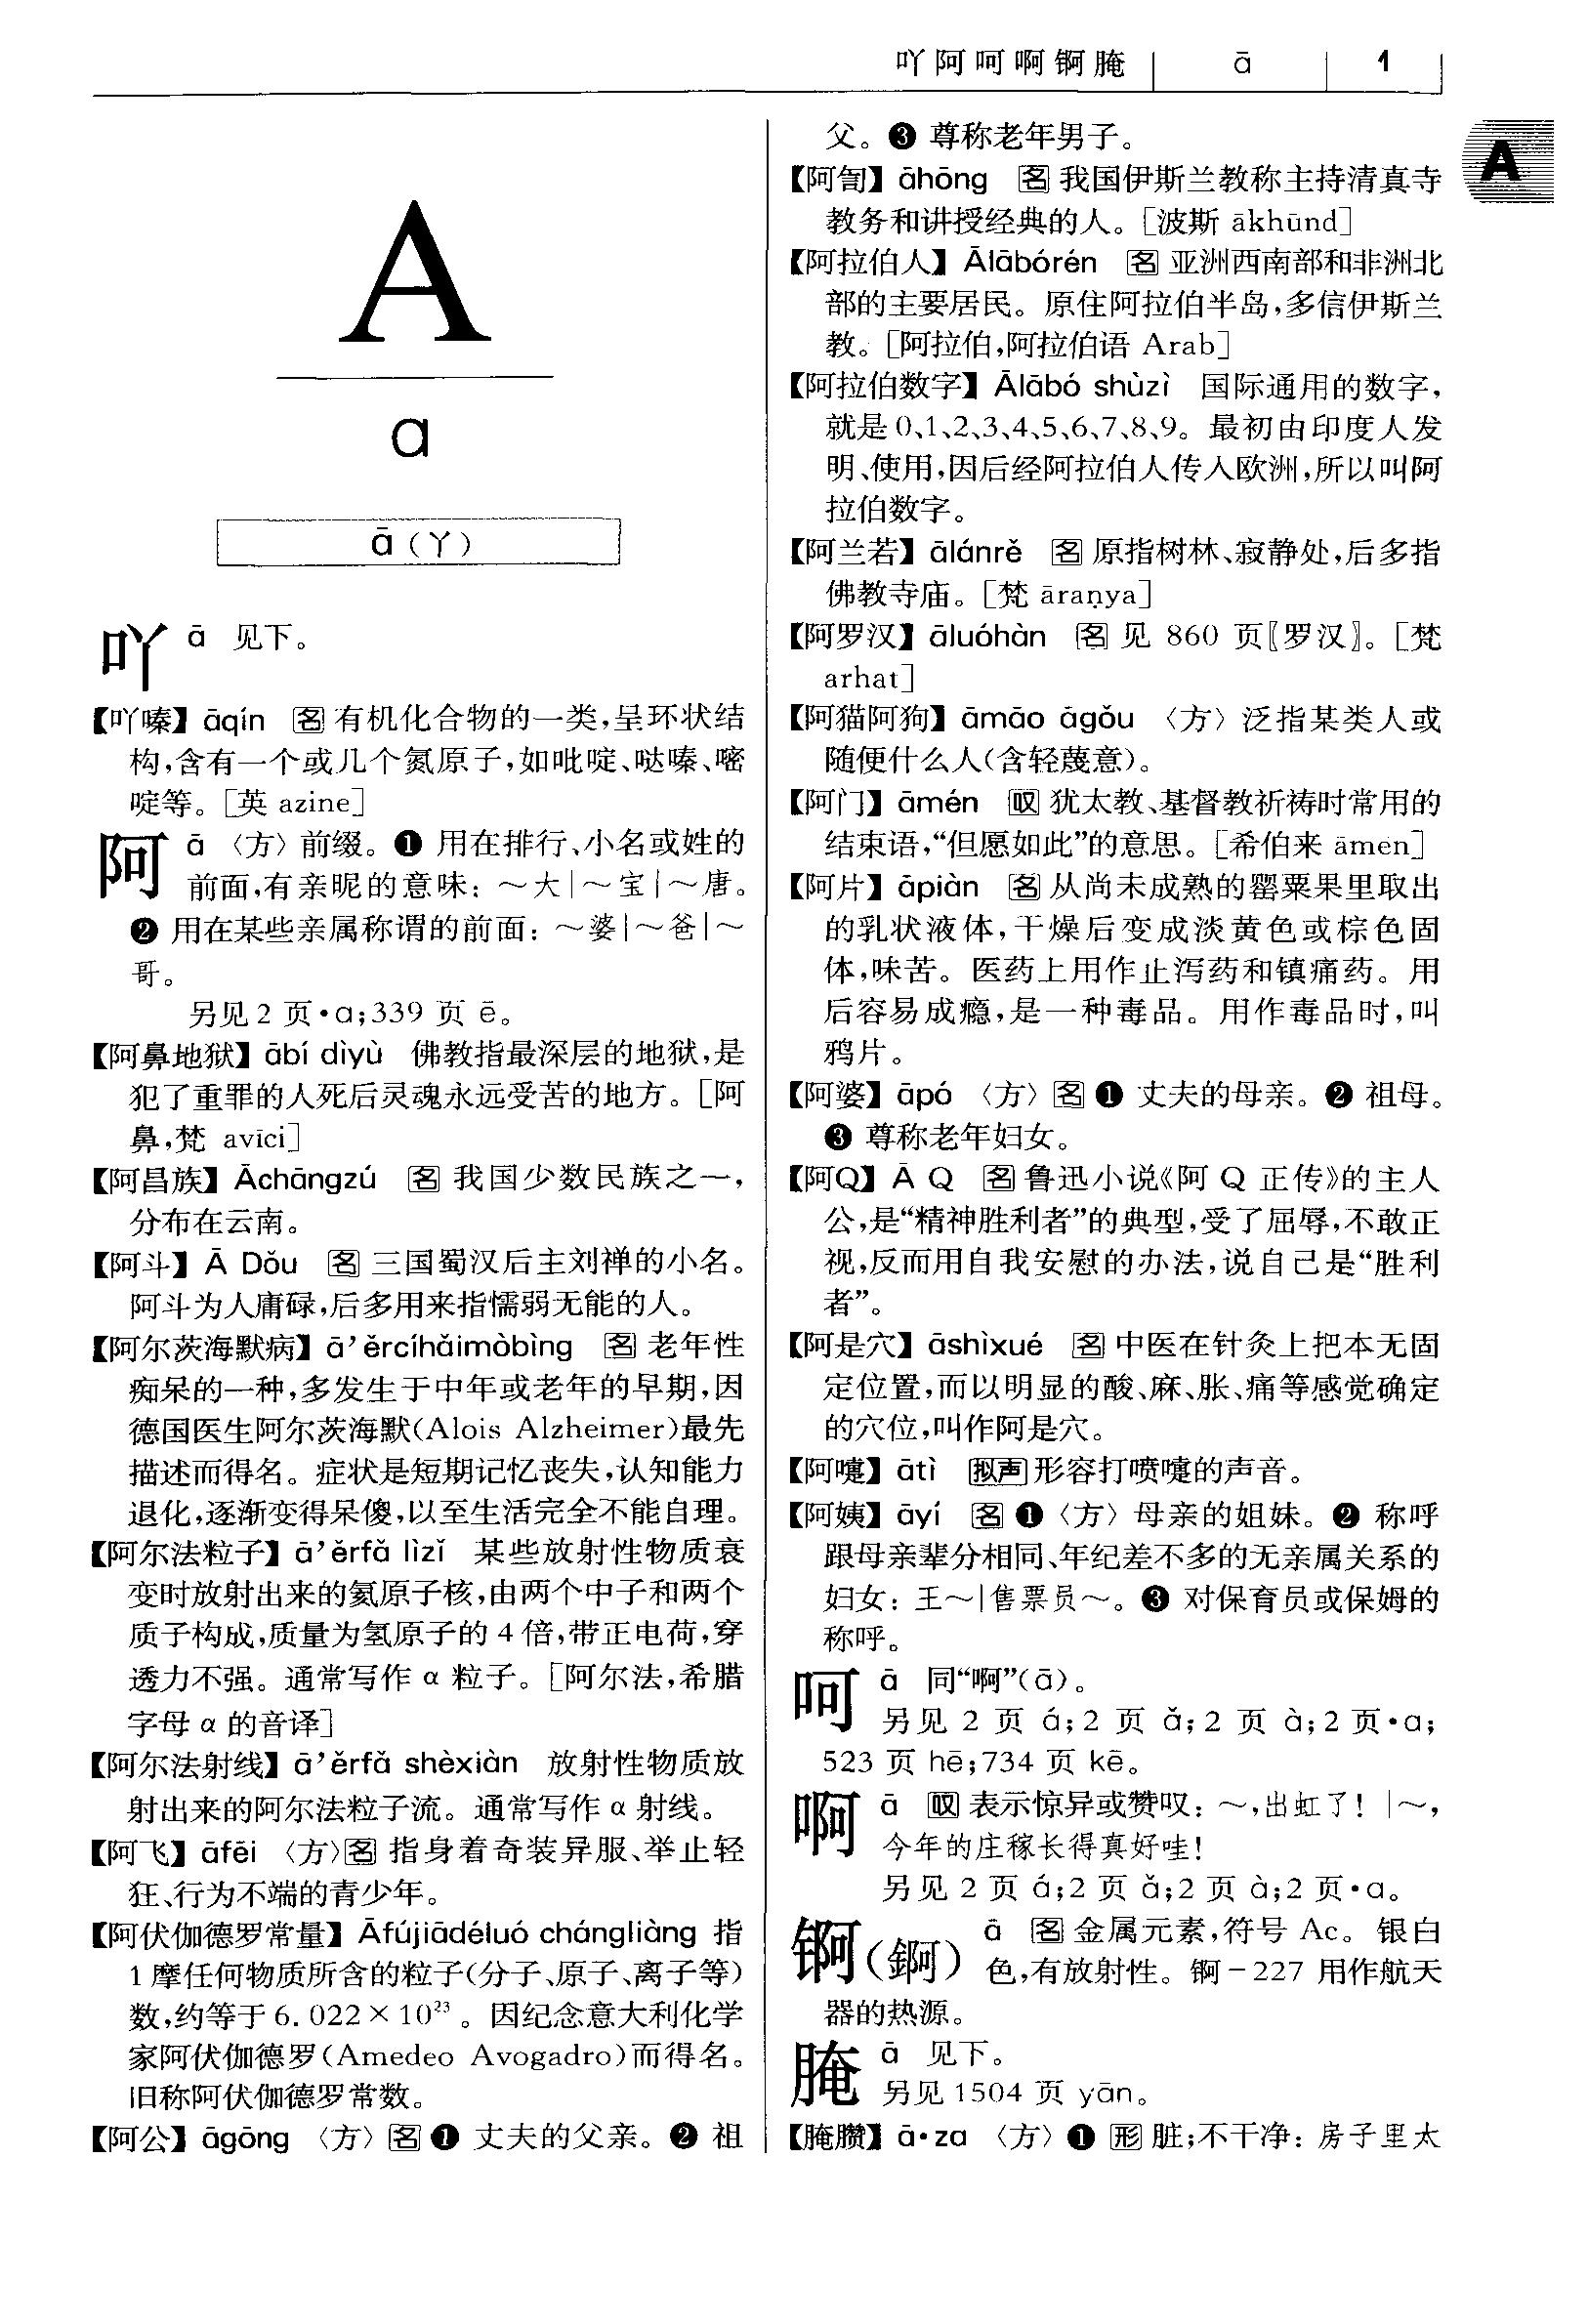 吖阿呵啊锕腌 ā 1
A
a
ā(ㄚ)
吖 ā 见下。
【吖嗪】āqín 名 有机化合物的一类,呈环状结
构,含有一个或几个氮原子,如吡啶、哒嗪、嘧
啶等。[英 azine]
阿 ā 〈方〉前缀。❶ 用在排行、小名或姓的
前面,有亲昵的意味:~大|~宝|~唐。
❷ 用在某些亲属称谓的前面:~婆|~爸|~
哥。
另见2页·a;339页 ē。
【阿鼻地狱】ābí dìyù 佛教指最深层的地狱,是
犯了重罪的人死后灵魂永远受苦的地方。[阿
鼻,梵 avīci]
【阿昌族】Āchāngzú 名 我国少数民族之一,
分布在云南。
【阿斗】Ā Dǒu 名 三国蜀汉后主刘禅的小名。
阿斗为人庸碌,后多用来指懦弱无能的人。
【阿尔茨海默病】ā'ěrcíhǎimòbìng 名 老年性
痴呆的一种,多发生于中年或老年的早期,因
德国医生阿尔茨海默(Alois Alzheimer)最先
描述而得名。症状是短期记忆丧失,认知能力
退化,逐渐变得呆傻,以至生活完全不能自理。
【阿尔法粒子】ā'ěrfǎ lìzǐ 某些放射性物质衰
变时放射出来的氦原子核,由两个中子和两个
质子构成,质量为氢原子的4倍,带正电荷,穿
透力不强。通常写作α粒子。[阿尔法,希腊
字母α的音译]
【阿尔法射线】ā'ěrfǎ shèxiàn 放射性物质放
射出来的阿尔法粒子流。通常写作α射线。
【阿飞】āfēi 〈方〉名 指身着奇装异服、举止轻
狂、行为不端的青少年。
【阿伏伽德罗常量】Āfújiādéluó chángliàng 指
1摩任何物质所含的粒子(分子、原子、离子等)
数,约等于6.022×10²³。因纪念意大利化学
家阿伏伽德罗(Amedeo Avogadro)而得名。
旧称阿伏伽德罗常数。
【阿公】āgōng 〈方〉名 ❶ 丈夫的父亲。❷ 祖
父。❸ 尊称老年男子。
【阿訇】āhōng 名 我国伊斯兰教称主持清真寺
教务和讲授经典的人。[波斯 ākhūnd]
【阿拉伯人】Ālābórén 名 亚洲西南部和非洲北
部的主要居民。原住阿拉伯半岛,多信伊斯兰
教。[阿拉伯,阿拉伯语 Arab]
【阿拉伯数字】Ālābó shùzì 国际通用的数字,
就是0、1、2、3、4、5、6、7、8、9。最初由印度人发
明、使用,因后经阿拉伯人传入欧洲,所以叫阿
拉伯数字。
【阿兰若】ālánrě 名 原指树林、寂静处,后多指
佛教寺庙。[梵 āraṇya]
【阿罗汉】āluóhàn 名 见860页〖罗汉〗。[梵
arhat]
【阿猫阿狗】āmāo āgǒu 〈方〉泛指某类人或
随便什么人(含轻蔑意)。
【阿门】āmén 叹 犹太教、基督教祈祷时常用的
结束语,“但愿如此”的意思。[希伯来 āmēn]
【阿片】āpiàn 名 从尚未成熟的罂粟果里取出
的乳状液体,干燥后变成淡黄色或棕色固
体,味苦。医药上用作止泻药和镇痛药。用
后容易成瘾,是一种毒品。用作毒品时,叫
鸦片。
【阿婆】āpó 〈方〉名 ❶ 丈夫的母亲。❷ 祖母。
❸ 尊称老年妇女。
【阿Q】Ā Q 名 鲁迅小说《阿Q正传》的主人
公,是“精神胜利者”的典型,受了屈辱,不敢正
视,反而用自我安慰的办法,说自己是“胜利
者”。
【阿是穴】āshìxué 名 中医在针灸上把本无固
定位置,而以明显的酸、麻、胀、痛等感觉确定
的穴位,叫作阿是穴。
【阿嚏】ātì 拟声 形容打喷嚏的声音。
【阿姨】āyí 名 ❶〈方〉母亲的姐妹。❷ 称呼
跟母亲辈分相同、年纪差不多的无亲属关系的
妇女:王~|售票员~。❸ 对保育员或保姆的
称呼。
呵 ā 同“啊”(ā)。
另见2页 á;2页 ǎ;2页 à;2页·a;
523页 hē;734页 kē。
啊 ā 叹 表示惊异或赞叹:~,出虹了!|~,
今年的庄稼长得真好哇!
另见2页 á;2页 ǎ;2页 à;2页·a。
锕(錒) ā 名 金属元素,符号Ac。银白
色,有放射性。锕-227用作航天
器的热源。
腌 ā 见下。
另见1504页 yān。
【腌臜】ā·za 〈方〉❶ 形 脏;不干净:房子里太
A